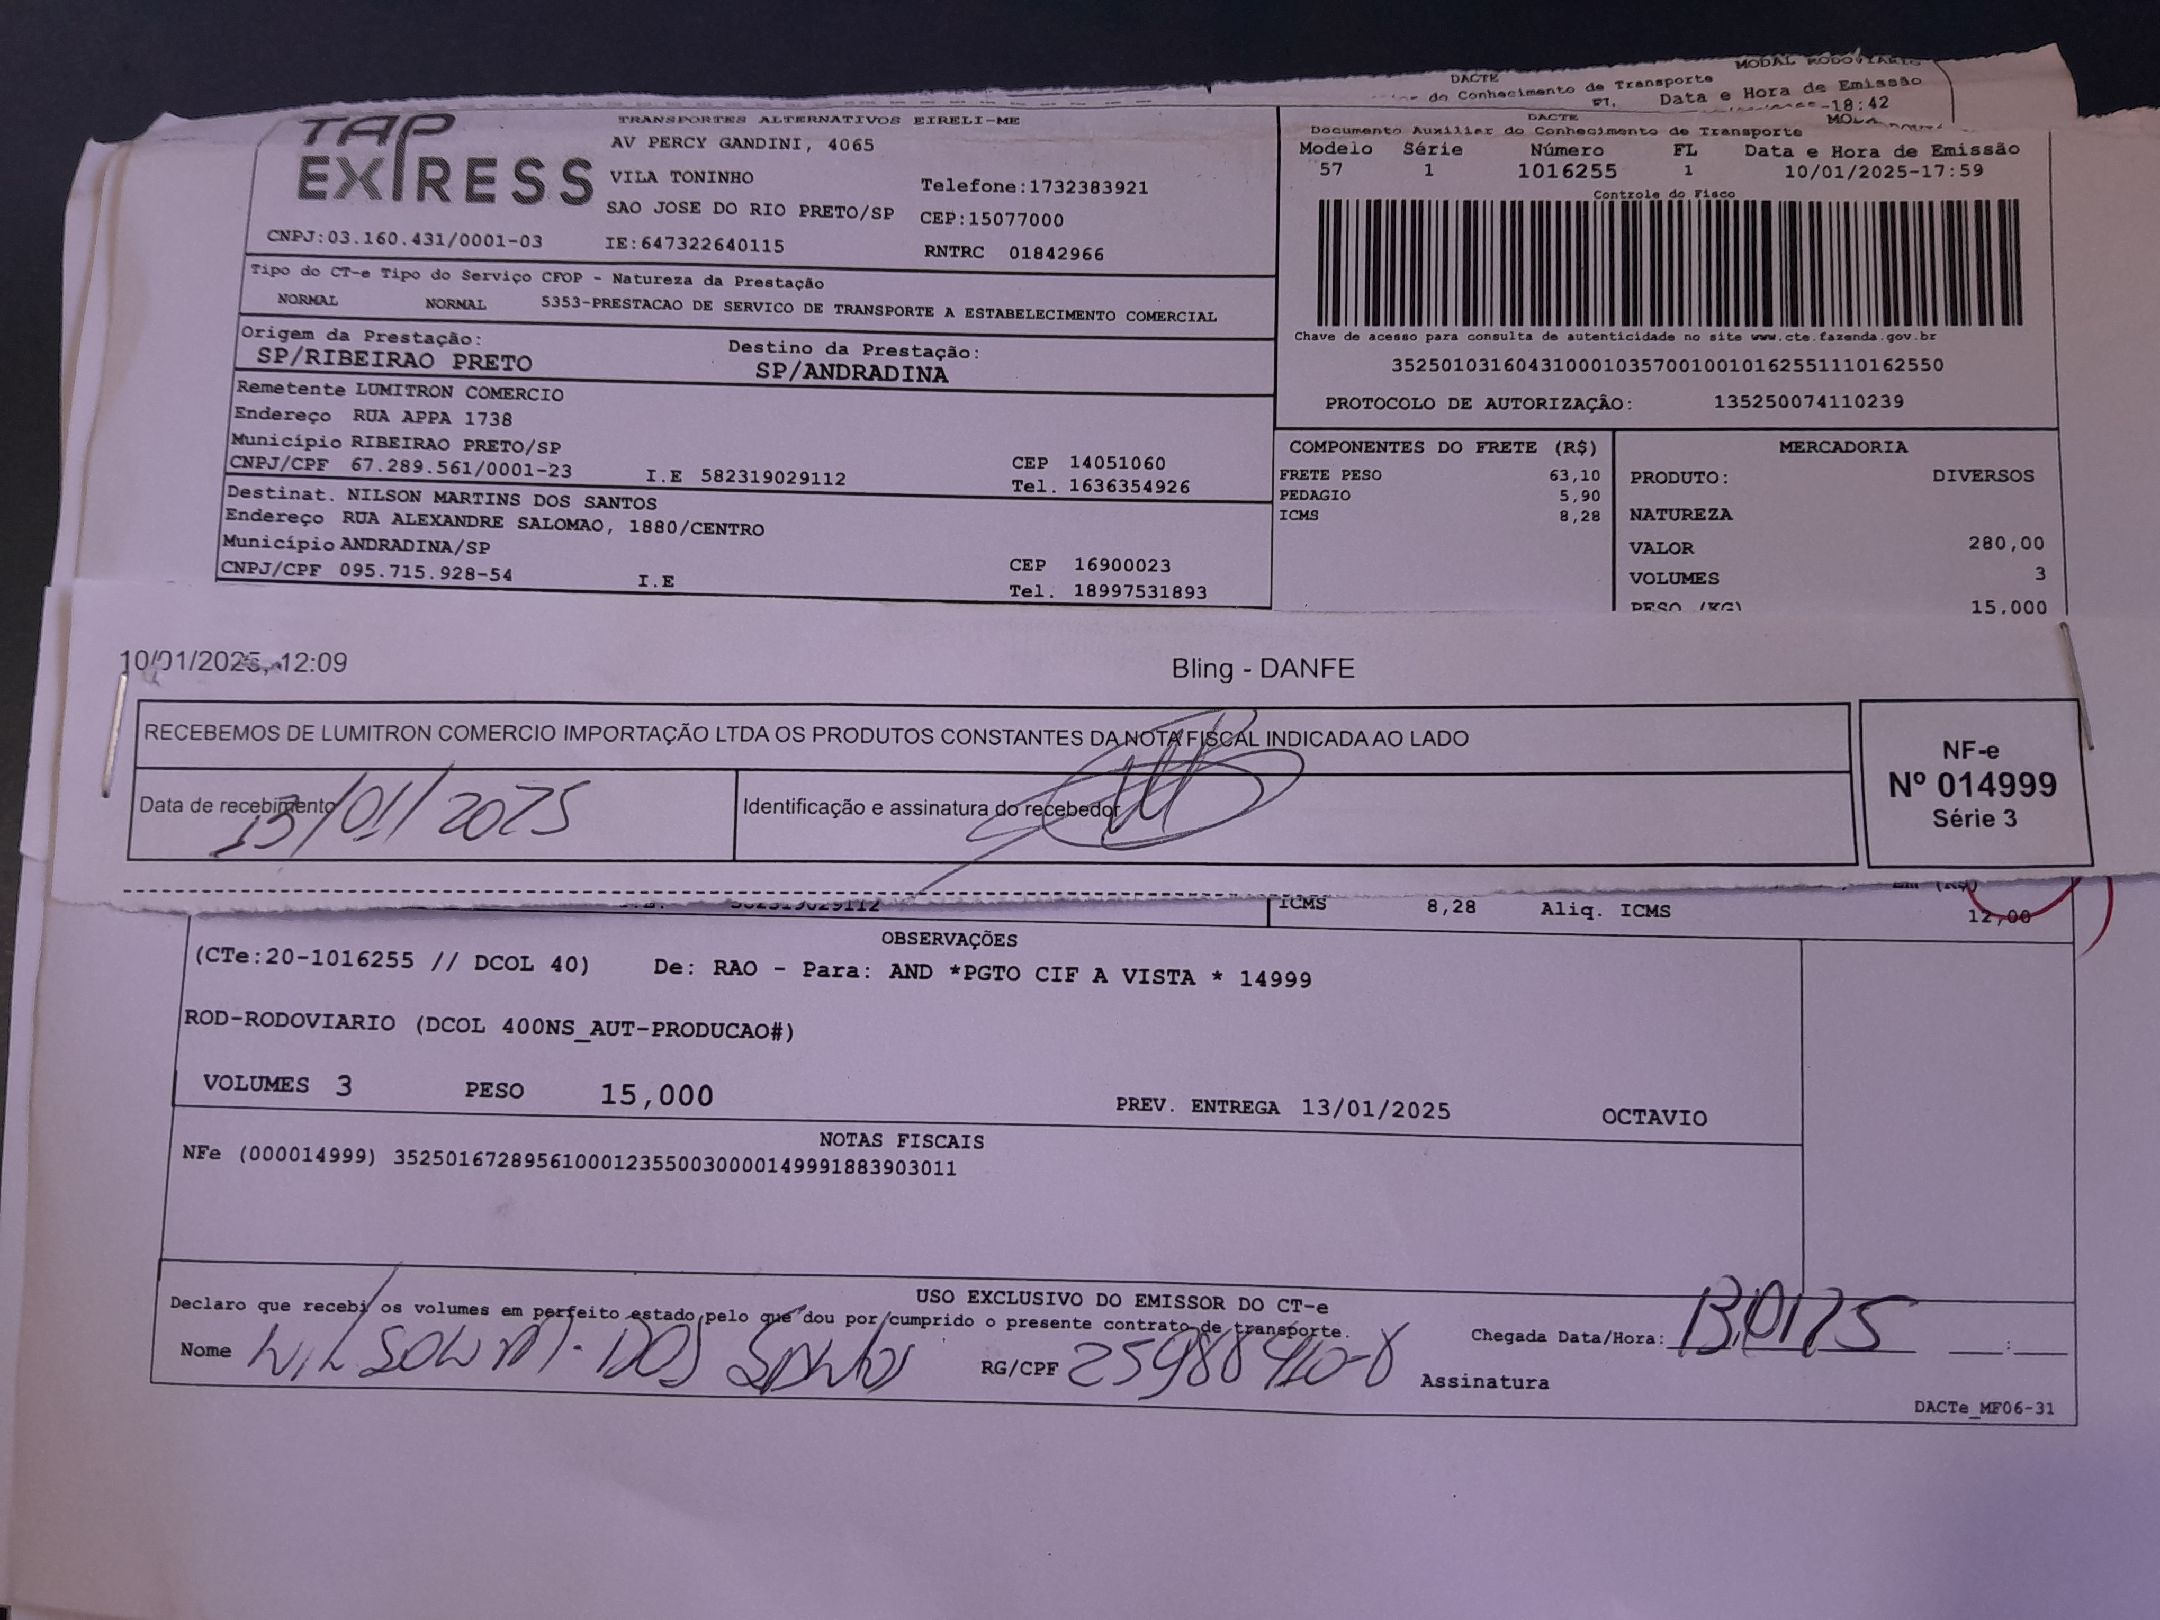 MODAL RODOVIARIO
DACTE
do Conhecimento de Transporte
FL Data e Hora de Emissão
-18:42
TAP EXPRESS
TRANSPORTES ALTERNATIVOS EIRELI-ME
AV PERCY GANDINI, 4065
VILA TONINHO Telefone:1732383921
SAO JOSE DO RIO PRETO/SP CEP:15077000
CNPJ:03.160.431/0001-03 IE:647322640115 RNTRC 01842966
DACTE
Documento Auxiliar do Conhecimento de Transporte
Modelo Série Número FL Data e Hora de Emissão
57 1 1016255 1 10/01/2025-17:59
Controle do Fisco
Chave de acesso para consulta de autenticidade no site www.cte.fazenda.gov.br
35250103160431000103570010010162551110162550
PROTOCOLO DE AUTORIZAÇÃO: 135250074110239
Tipo do CT-e Tipo do Serviço CFOP - Natureza da Prestação
NORMAL NORMAL 5353-PRESTACAO DE SERVICO DE TRANSPORTE A ESTABELECIMENTO COMERCIAL
Origem da Prestação: Destino da Prestação:
SP/RIBEIRAO PRETO SP/ANDRADINA
Remetente LUMITRON COMERCIO
Endereço RUA APPA 1738
Município RIBEIRAO PRETO/SP CEP 14051060
CNPJ/CPF 67.289.561/0001-23 I.E 582319029112 Tel. 1636354926
Destinat. NILSON MARTINS DOS SANTOS
Endereço RUA ALEXANDRE SALOMAO, 1880/CENTRO
Município ANDRADINA/SP CEP 16900023
CNPJ/CPF 095.715.928-54 I.E Tel. 18997531893
COMPONENTES DO FRETE (R$)
FRETE PESO 63,10
PEDAGIO 5,90
ICMS 8,28
MERCADORIA
PRODUTO: DIVERSOS
NATUREZA
VALOR 280,00
VOLUMES 3
PESO (KG) 15,000
10/01/2025, 12:09 Bling - DANFE
RECEBEMOS DE LUMITRON COMERCIO IMPORTAÇÃO LTDA OS PRODUTOS CONSTANTES DA NOTA FISCAL INDICADA AO LADO
Data de recebimento 13/01/2025 Identificação e assinatura do recebedor
NF-e
Nº 014999
Série 3
582319029112 ICMS 8,28 Aliq. ICMS 12,00
OBSERVAÇÕES
(CTe:20-1016255 // DCOL 40) De: RAO - Para: AND *PGTO CIF A VISTA * 14999
ROD-RODOVIARIO (DCOL 400NS_AUT-PRODUCAO#)
VOLUMES 3 PESO 15,000 PREV. ENTREGA 13/01/2025 OCTAVIO
NOTAS FISCAIS
NFe (000014999) 35250167289561000123550030000149991883903011
USO EXCLUSIVO DO EMISSOR DO CT-e
Declaro que recebi os volumes em perfeito estado pelo que dou por cumprido o presente contrato de transporte.
Nome NILSON M. DOS SANTOS RG/CPF 25988410-8 Chegada Data/Hora: 13/01/25 __:__
Assinatura
DACTe_MF06-31